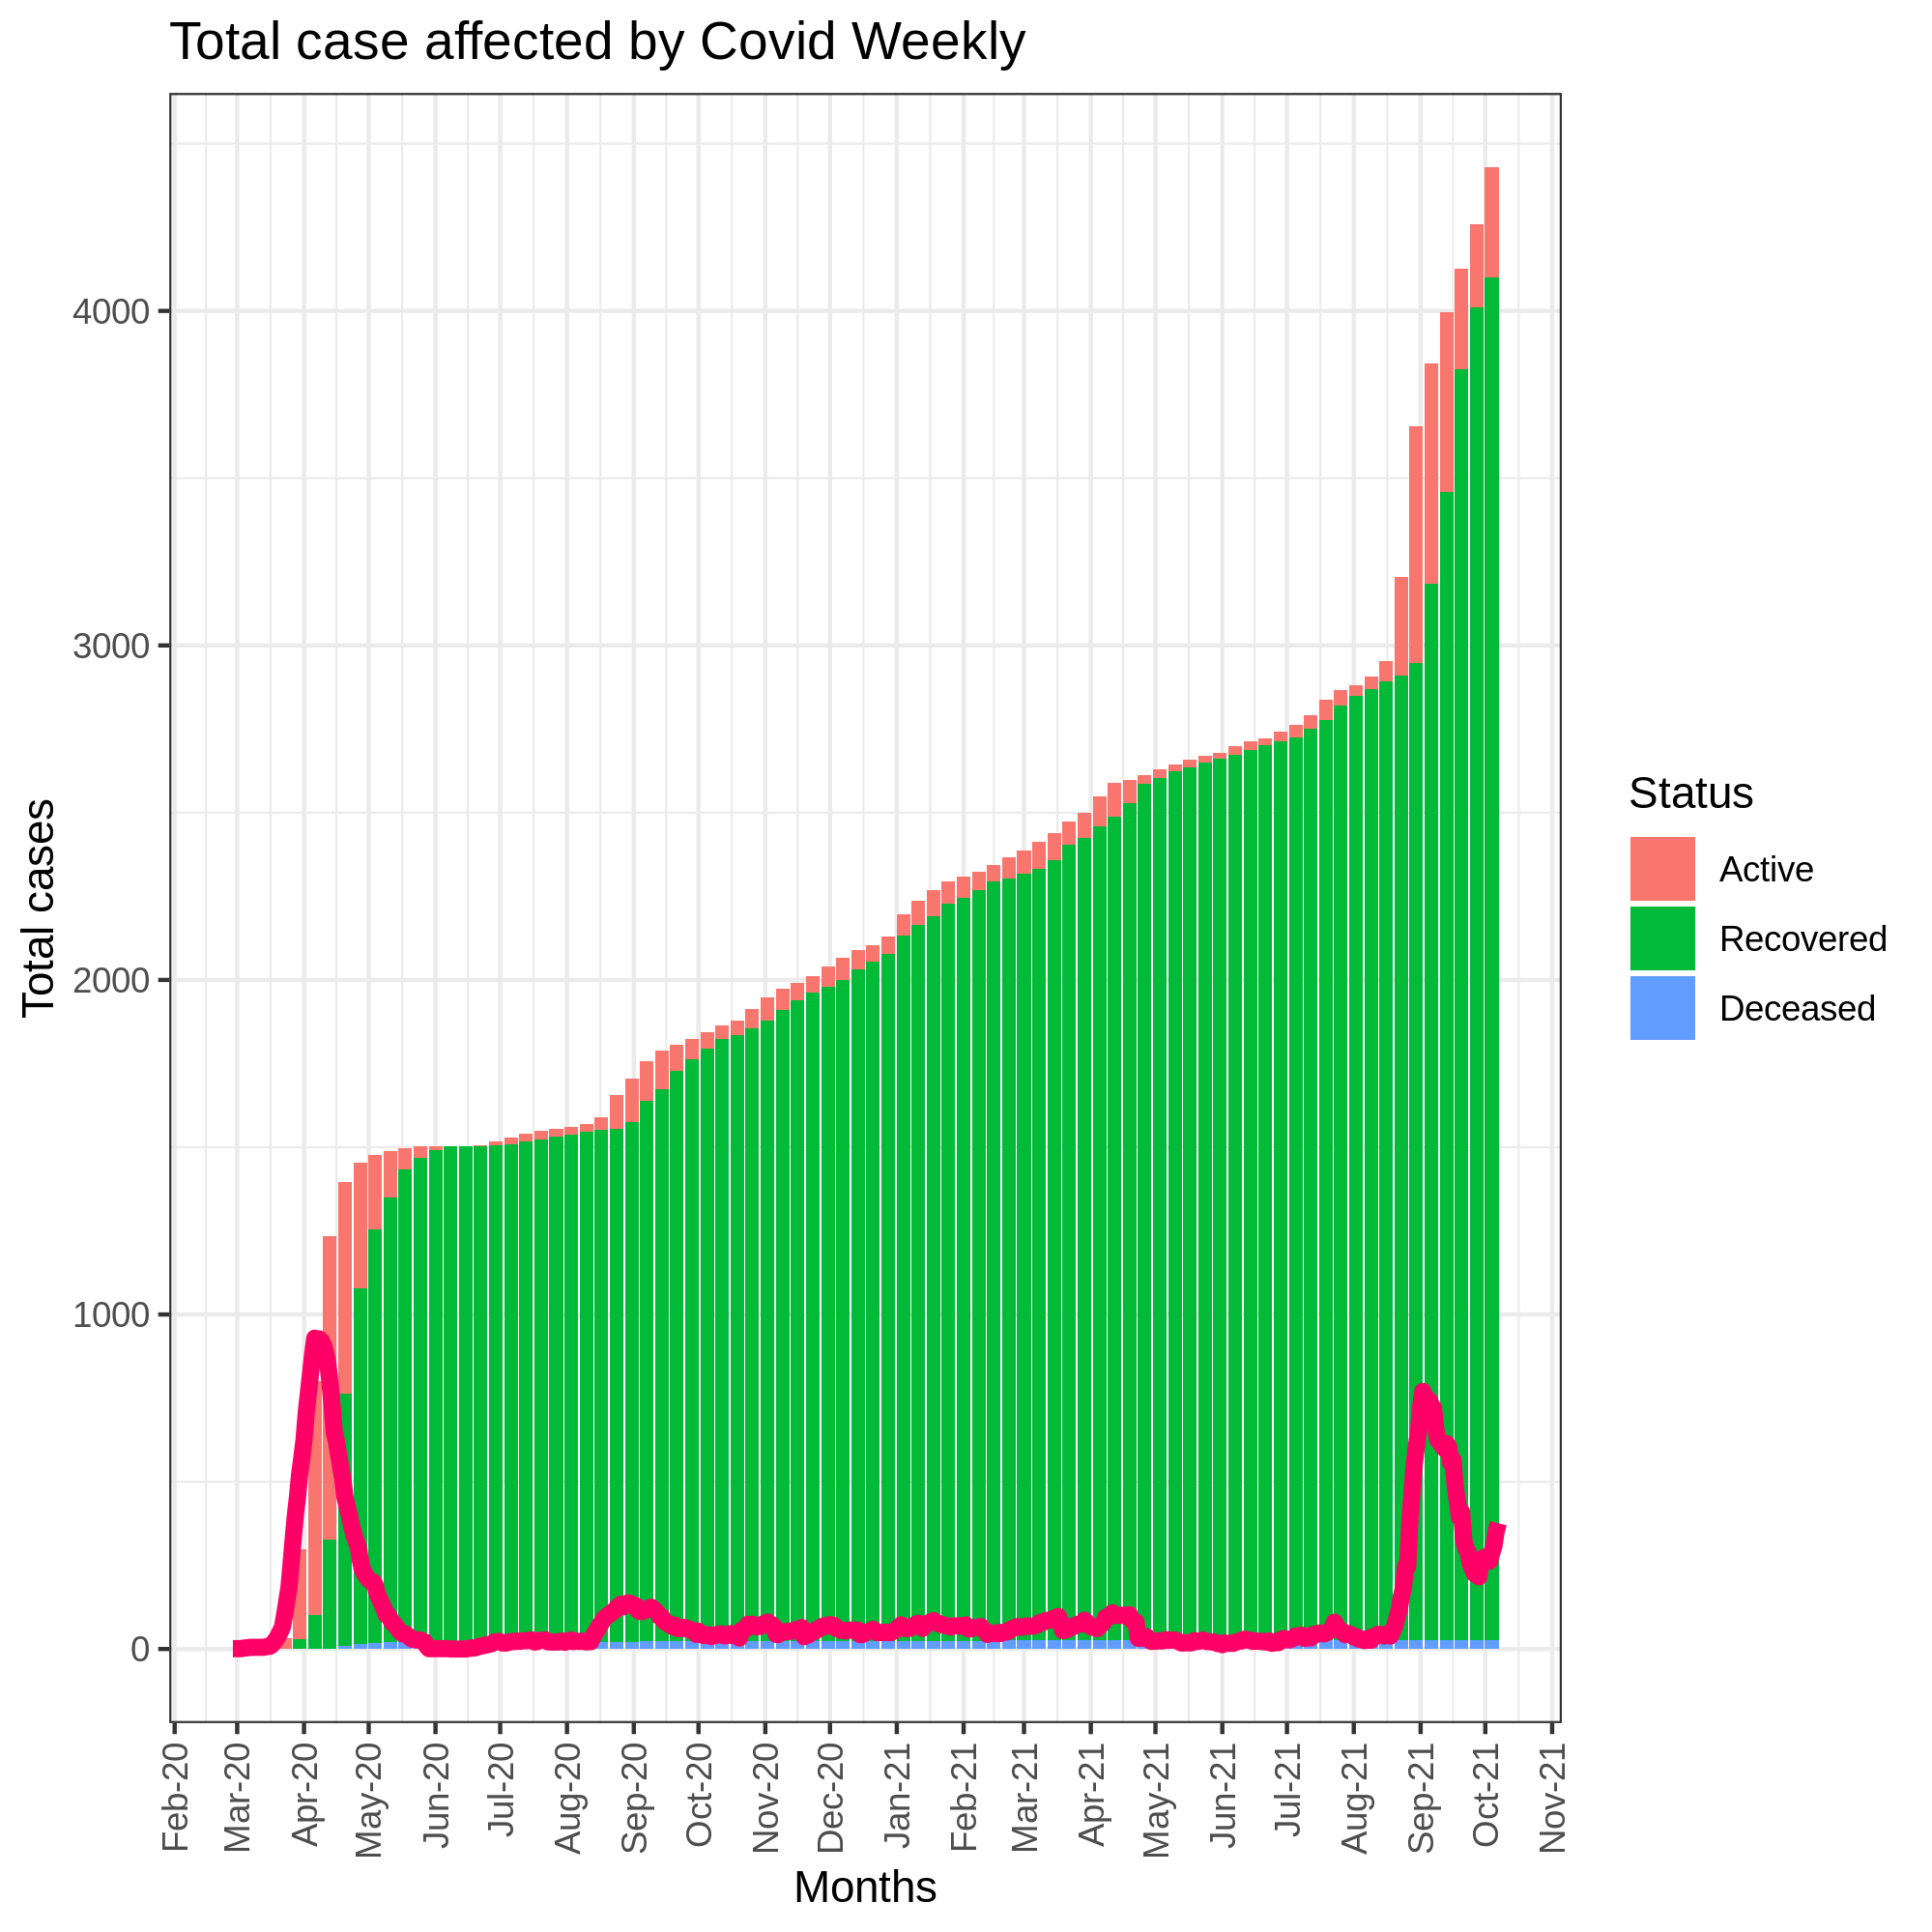 Total case affected by Covid Weekly
Total cases
4000
3000
2000
1000
0
Feb-20
Mar-20
Apr-20
May-20
Jun-20
Jul-20
Aug-20
Sep-20
Oct-20
Nov-20
Dec-20
Jan-21
Feb-21
Mar-21
Apr-21
May-21
Jun-21
Jul-21
Aug-21
Sep-21
Oct-21
Nov-21
Months
Status
Active
Recovered
Deceased